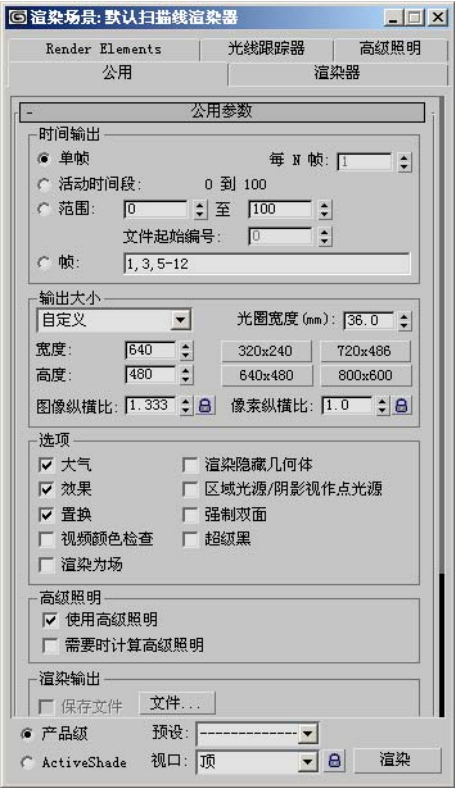 渲染场景: 默认扫描线渲染器
Render Elements 光线跟踪器 高级照明
公用 渲染器
- 公用参数
时间输出
单帧 每 N 帧: 1
活动时间段: 0 到 100
范围: 0 至 100
文件起始编号: 0
帧: 1,3,5-12
输出大小
自定义 光圈宽度(mm): 36.0
宽度: 640 320x240 720x486
高度: 480 640x480 800x600
图像纵横比: 1.333 像素纵横比: 1.0
选项
大气 渲染隐藏几何体
效果 区域光源/阴影视作点光源
置换 强制双面
视频颜色检查 超级黑
渲染为场
高级照明
使用高级照明
需要时计算高级照明
渲染输出
保存文件 文件...
产品级 预设: -------------
ActiveShade 视口: 顶 渲染